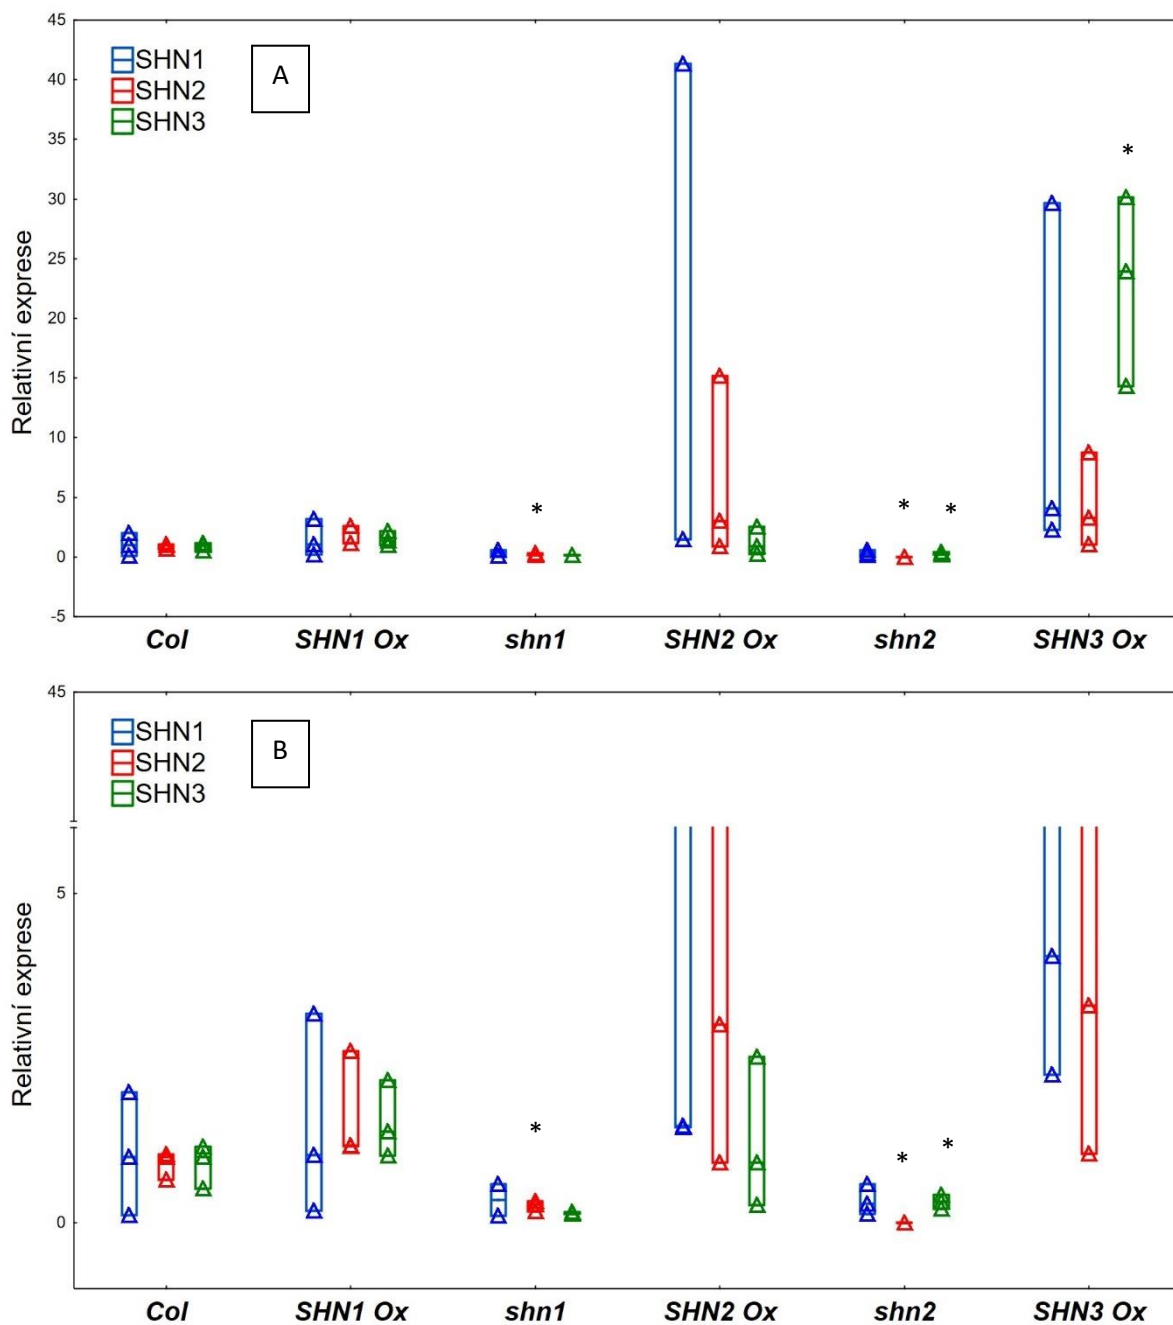 45
SHN1
SHN2
SHN3
A
40
35
30
25
20
15
10
5
0
-5
Relativní exprese
*
*
*
*
Col
SHN1 Ox
shn1
SHN2 Ox
shn2
SHN3 Ox
45
SHN1
SHN2
SHN3
B
5
0
Relativní exprese
*
*
*
Col
SHN1 Ox
shn1
SHN2 Ox
shn2
SHN3 Ox